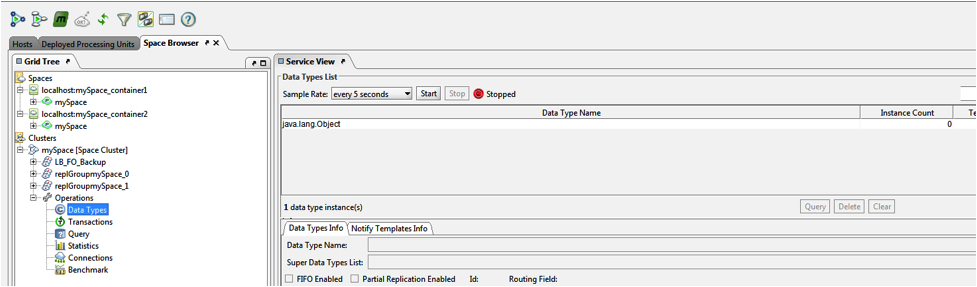 Hosts Deployed Processing Units Space Browser
Grid Tree
Spaces
localhost:mySpace_container1
mySpace
localhost:mySpace_container2
mySpace
Clusters
mySpace [Space Cluster]
LB_FO_Backup
replGroupmySpace_0
replGroupmySpace_1
Operations
Data Types
Transactions
Query
Statistics
Connections
Benchmark
Service View
Data Types List
Sample Rate: every 5 seconds Start Stop Stopped
Data Type Name Instance Count Te
java.lang.Object 0
1 data type instance(s) Query Delete Clear
Data Types Info Notify Templates Info
Data Type Name:
Super Data Types List:
FIFO Enabled Partial Replication Enabled Id: Routing Field: